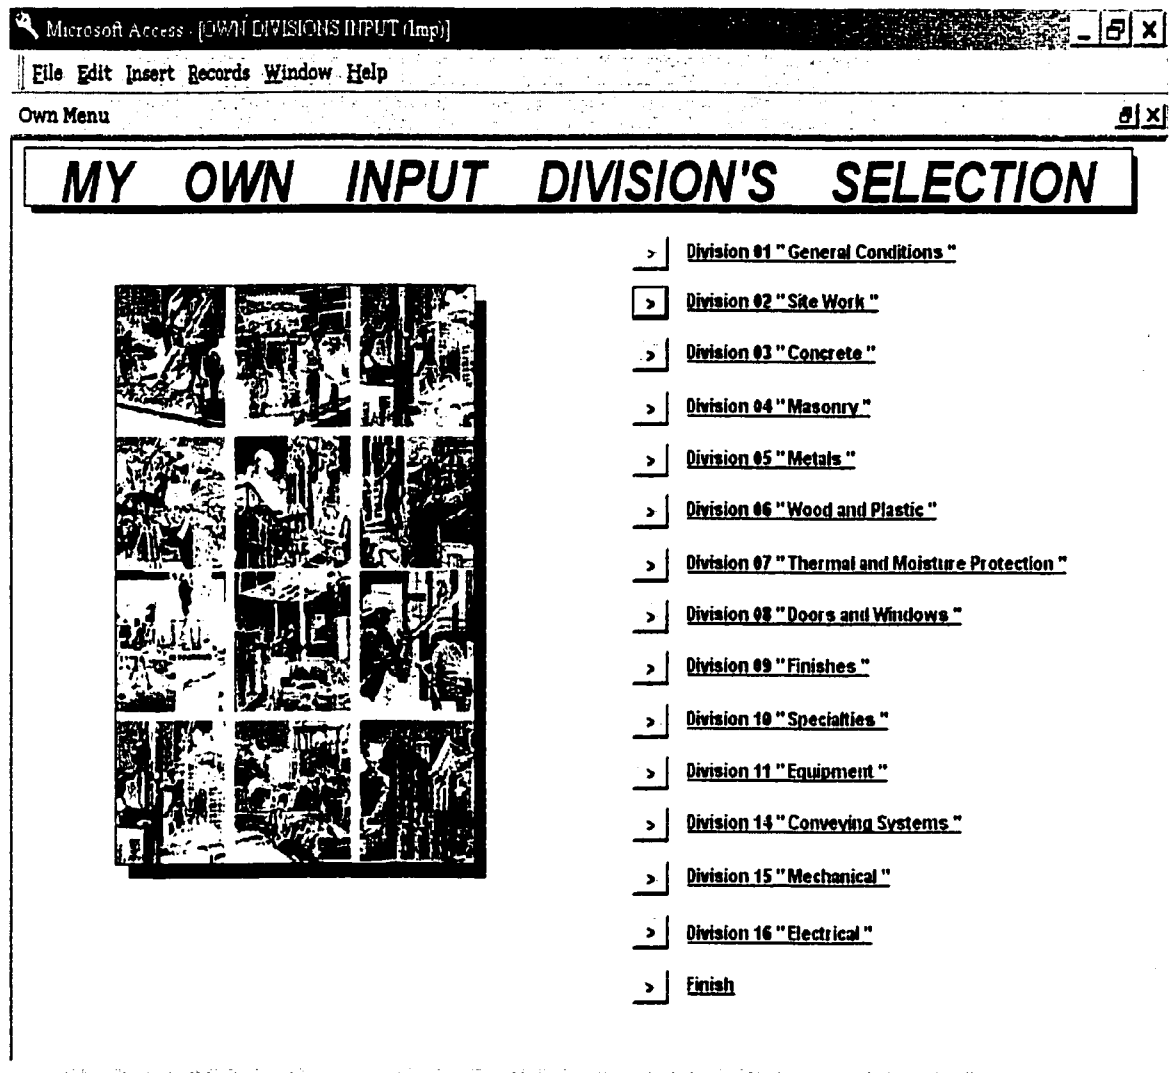 Microsoft Access - [OWN DIVISIONS INPUT (Imp)]
File Edit Insert Records Window Help
Own Menu
MY OWN INPUT DIVISION'S SELECTION
> Division 01 " General Conditions "
> Division 02 " Site Work "
> Division 03 " Concrete "
> Division 04 " Masonry "
> Division 05 " Metals "
> Division 06 " Wood and Plastic "
> Division 07 " Thermal and Moisture Protection "
> Division 08 " Doors and Windows "
> Division 09 " Finishes "
> Division 10 " Specialties "
> Division 11 " Equipment "
> Division 14 " Conveying Systems "
> Division 15 " Mechanical "
> Division 16 " Electrical "
> Finish